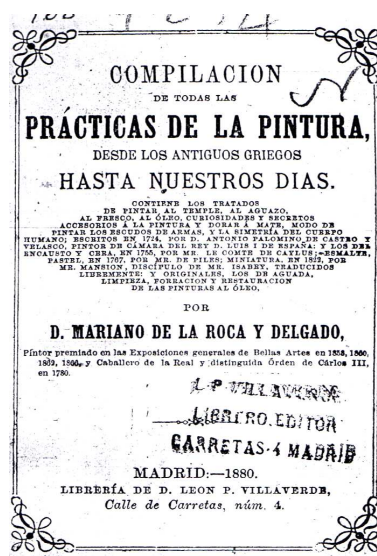 COMPILACION
DE TODAS LAS
PRÁCTICAS DE LA PINTURA,
DESDE LOS ANTIGUOS GRIEGOS
HASTA NUESTROS DIAS.
CONTIENE LOS TRATADOS
DE PINTAR AL TEMPLE, AL AGUAZO,
AL FRESCO, AL ÓLEO, CURIOSIDADES Y SECRETOS
ACCESORIOS Á LA PINTURA Y DORAR Á MATE, MODO DE
PINTAR LOS ESCUDOS DE ARMAS, Y LA SIMETRÍA DEL CUERPO
HUMANO; ESCRITOS EN 1724, POR D. ANTONIO PALOMINO DE CASTRO Y
VELASCO, PINTOR DE CÁMARA DEL REY D. LUIS I DE ESPAÑA: Y LOS DEL
ENCAUSTO Y CERA, EN 1755, POR MR. LE COMTE DE CAYLUS; ESMALTE,
PASTEL, EN 1767, POR MR. DE PILES; MINIATURA, EN 1822, POR
MR. MANSION, DISCÍPULO DE MR. ISABEY, TRADUCIDOS
LIBREMENTE: Y ORIGINALES, LOS DE AGUADA,
LIMPIEZA, FORRACION Y RESTAURACION
DE LAS PINTURAS AL ÓLEO,
POR
D. MARIANO DE LA ROCA Y DELGADO,
Pintor premiado en las Exposiciones generales de Bellas Artes en 1858, 1860,
1862, 1866, y Caballero de la Real y distinguida Órden de Cárlos III,
en 1780.
L P VILLAVERDE
LIBRERO.EDITOR
CARRETAS-4 MADRID
MADRID:—1880.
LIBRERÍA DE D. LEON P. VILLAVERDE,
Calle de Carretas, núm. 4.